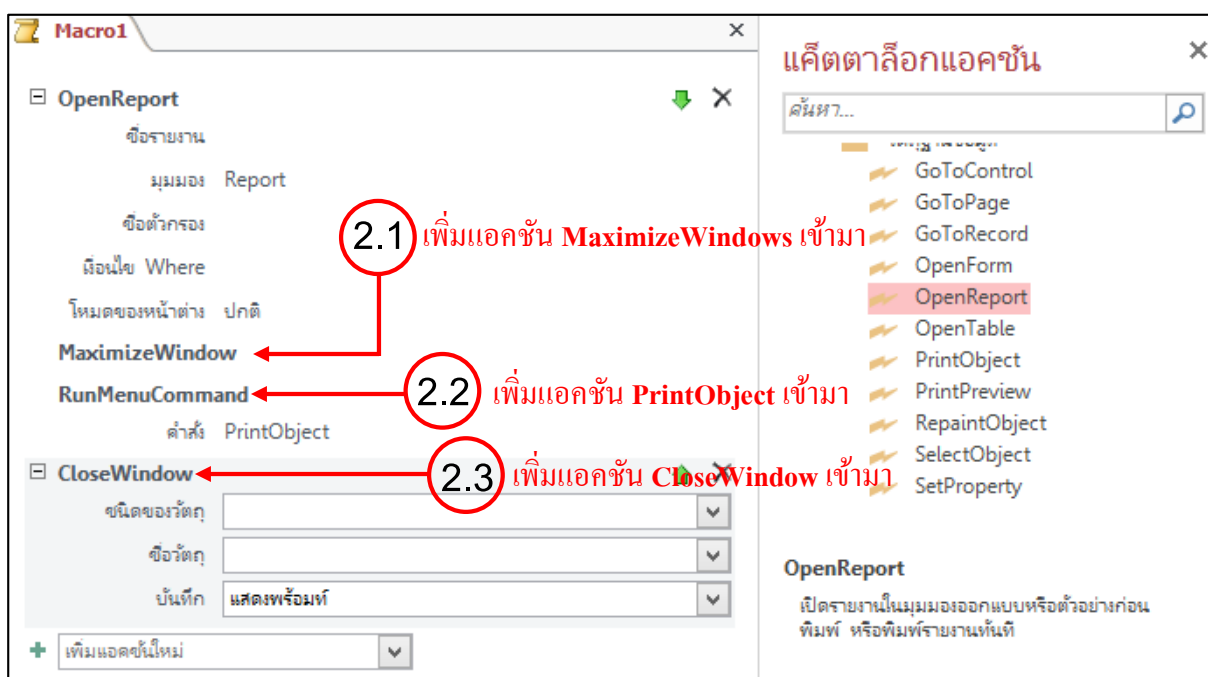 Macro1
OpenReport
ชื่อรายงาน
มุมมอง Report
ชื่อตัวกรอง
เงื่อนไข Where
โหมดของหน้าต่าง ปกติ
2.1 เพิ่มแอคชัน MaximizeWindows เข้ามา
MaximizeWindow
RunMenuCommand
2.2 เพิ่มแอคชัน PrintObject เข้ามา
คำสั่ง PrintObject
CloseWindow
2.3 เพิ่มแอคชัน CloseWindow เข้ามา
ชนิดของวัตถุ
ชื่อวัตถุ
บันทึก แสดงพร้อมท์
เพิ่มแอคชันใหม่
แค็ตตาล็อกแอคชัน
ค้นหา...
GoToControl
GoToPage
GoToRecord
OpenForm
OpenReport
OpenTable
PrintObject
PrintPreview
RepaintObject
SelectObject
SetProperty
OpenReport
เปิดรายงานในมุมมองออกแบบหรือตัวอย่างก่อน
พิมพ์ หรือพิมพ์รายงานทันที